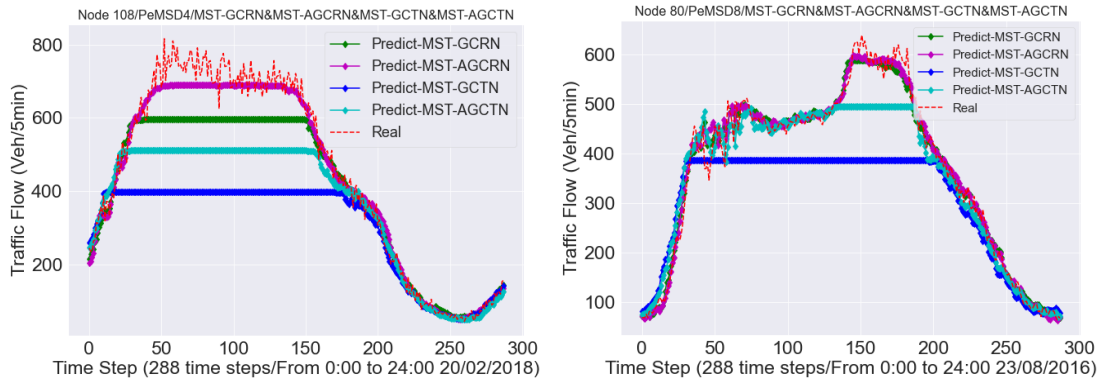 Node 108/PeMSD4/MST-GCRN&MST-AGCRN&MST-GCTN&MST-AGCTN
Traffic Flow (Veh/5min)
800
600
400
200
Predict-MST-GCRN
Predict-MST-AGCRN
Predict-MST-GCTN
Predict-MST-AGCTN
Real
0 50 100 150 200 250 300
Time Step (288 time steps/From 0:00 to 24:00 20/02/2018)
Node 80/PeMSD8/MST-GCRN&MST-AGCRN&MST-GCTN&MST-AGCTN
Traffic Flow (Veh/5min)
600
500
400
300
200
100
Predict-MST-GCRN
Predict-MST-AGCRN
Predict-MST-GCTN
Predict-MST-AGCTN
Real
0 50 100 150 200 250 300
Time Step (288 time steps/From 0:00 to 24:00 23/08/2016)